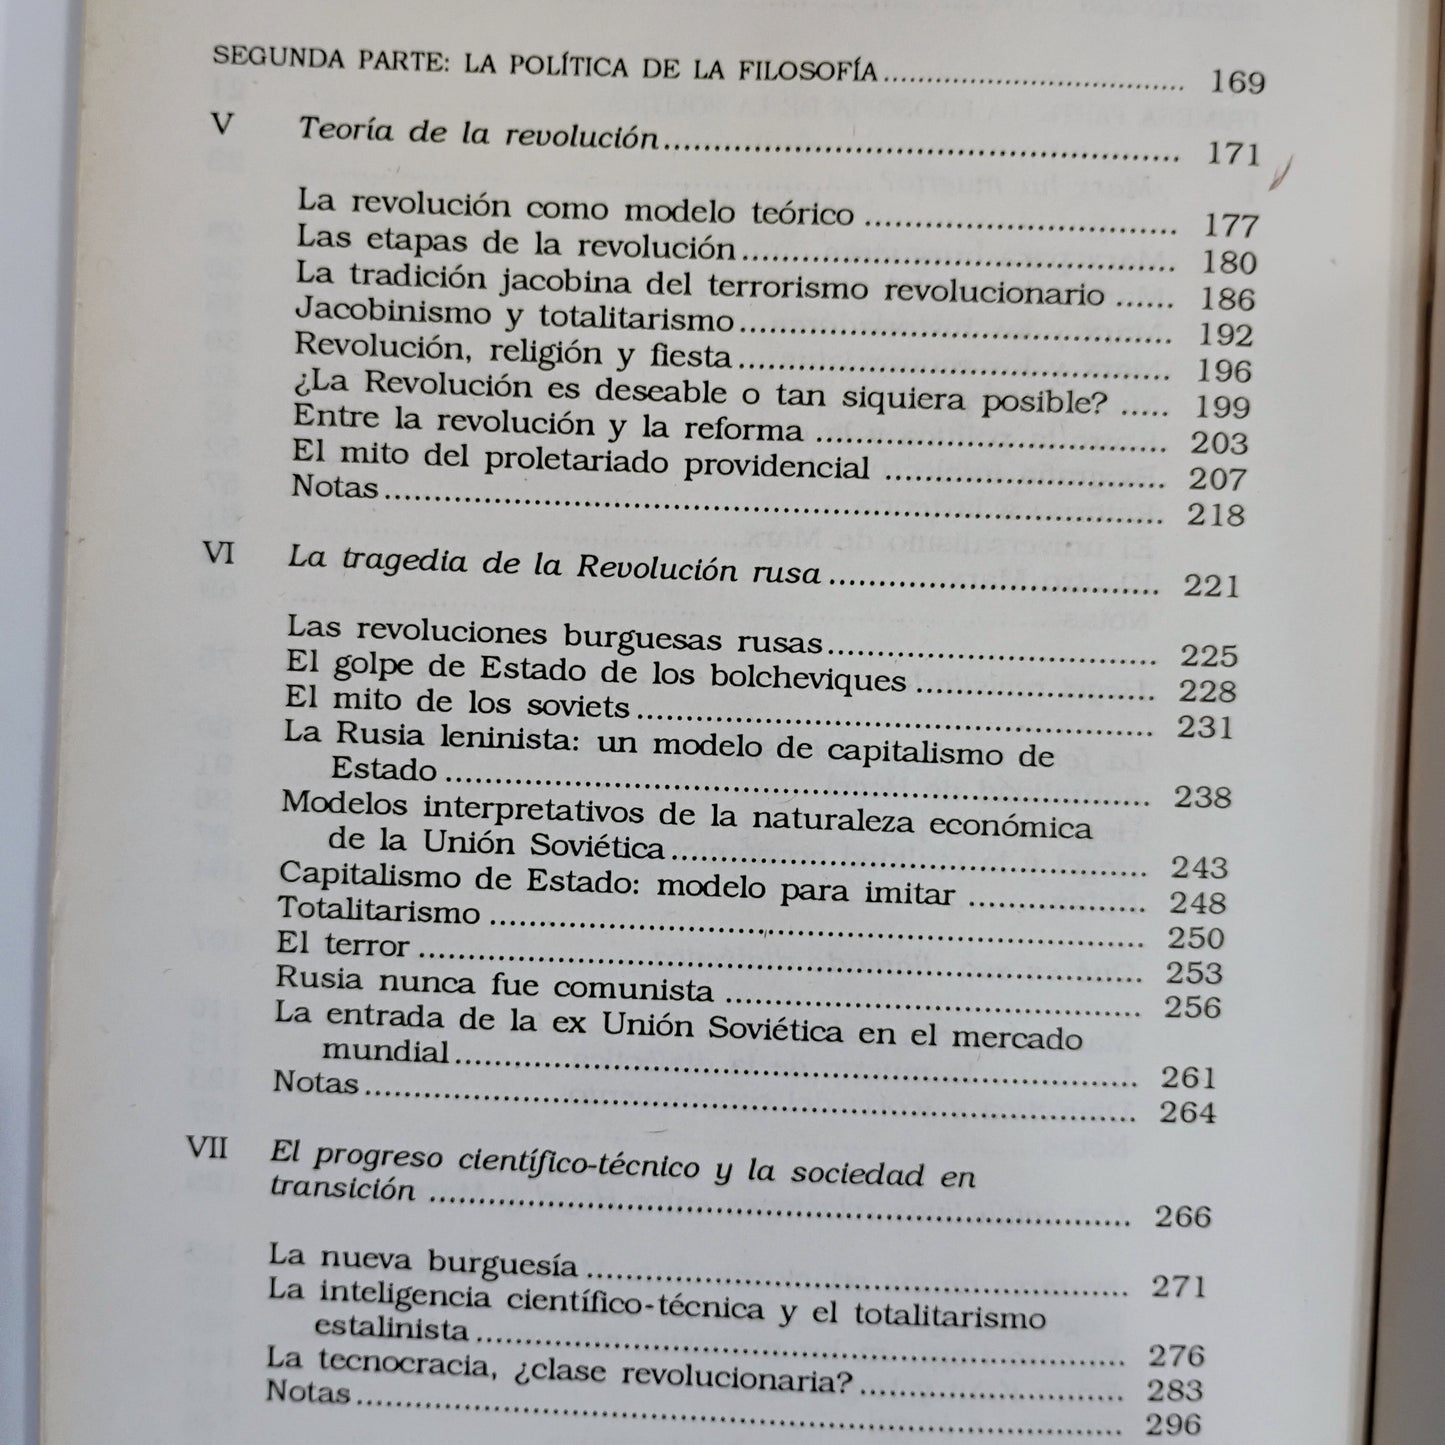 SEGUNDA PARTE: LA POLÍTICA DE LA FILOSOFÍA.................................... 169
V Teoría de la revolución.................................................... 171
La revolución como modelo teórico ................................ 177
Las etapas de la revolución............................................ 180
La tradición jacobina del terrorismo revolucionario ...... 186
Jacobinismo y totalitarismo............................................ 192
Revolución, religión y fiesta............................................ 196
¿La Revolución es deseable o tan siquiera posible? ..... 199
Entre la revolución y la reforma .................................... 203
El mito del proletariado providencial ............................. 207
Notas............................................................................... 218
VI La tragedia de la Revolución rusa................................... 221
Las revoluciones burguesas rusas................................... 225
El golpe de Estado de los bolcheviques ......................... 228
El mito de los soviets...................................................... 231
La Rusia leninista: un modelo de capitalismo de
Estado ........................................................................ 238
Modelos interpretativos de la naturaleza económica
de la Unión Soviética................................................. 243
Capitalismo de Estado: modelo para imitar ................... 248
Totalitarismo .................................................................. 250
El terror .......................................................................... 253
Rusia nunca fue comunista ........................................... 256
La entrada de la ex Unión Soviética en el mercado
mundial....................................................................... 261
Notas............................................................................... 264
VII El progreso científico-técnico y la sociedad en
transición ........................................................................ 266
La nueva burguesía ......................................................... 271
La inteligencia científico-técnica y el totalitarismo
estalinista.................................................................... 276
La tecnocracia, ¿clase revolucionaria?........................... 283
Notas............................................................................... 296